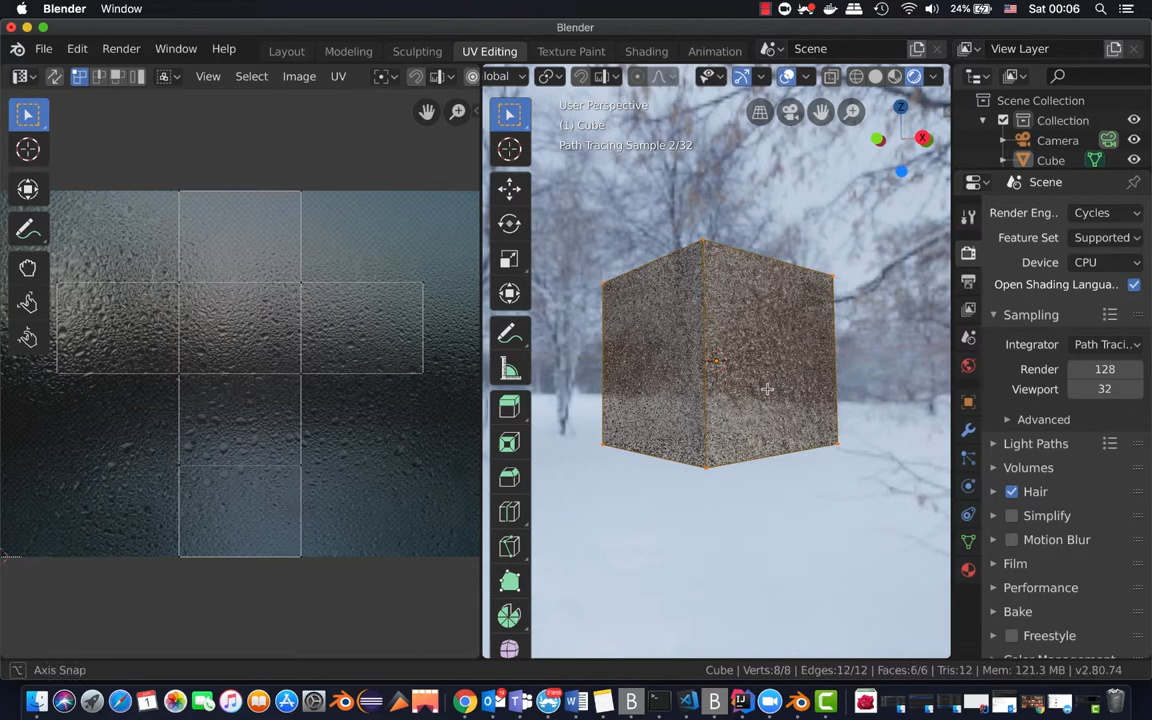 Blender Window 24% Sat 00:06
Blender
File Edit Render Window Help Layout Modeling Sculpting UV Editing Texture Paint Shading Animation Scene View Layer
View Select Image UV lobal
User Perspective
(1) Cube
Path Tracing Sample 2/32
Z
X
Scene Collection
Collection
Camera
Cube
Scene
Render Eng.. Cycles
Feature Set Supported
Device CPU
Open Shading Langua..
Sampling
Integrator Path Traci..
Render 128
Viewport 32
Advanced
Light Paths
Volumes
Hair
Simplify
Motion Blur
Film
Performance
Bake
Freestyle
Axis Snap Cube | Verts:8/8 | Edges:12/12 | Faces:6/6 | Tris:12 | Mem: 121.3 MB | v2.80.74